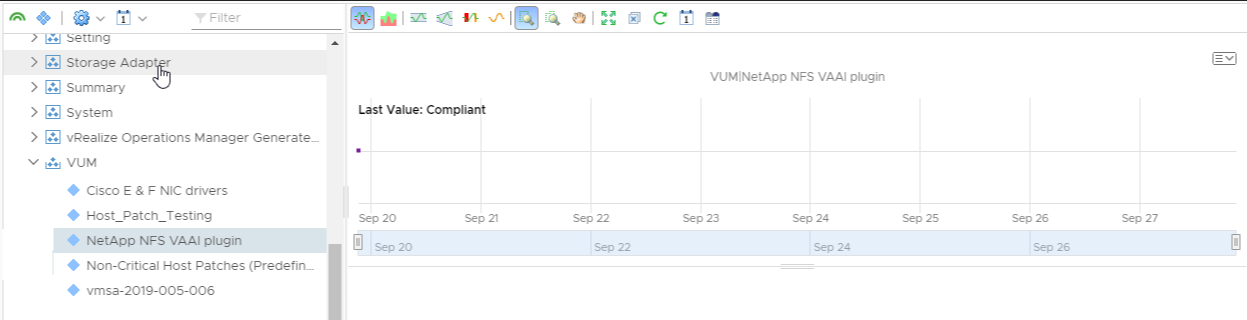 Filter
Setting
Storage Adapter
Summary
System
vRealize Operations Manager Generate...
VUM
Cisco E & F NIC drivers
Host_Patch_Testing
NetApp NFS VAAI plugin
Non-Critical Host Patches (Predefin...
vmsa-2019-005-006
VUM|NetApp NFS VAAI plugin
Last Value: Compliant
Sep 20 Sep 21 Sep 22 Sep 23 Sep 24 Sep 25 Sep 26 Sep 27
Sep 20 Sep 22 Sep 24 Sep 26